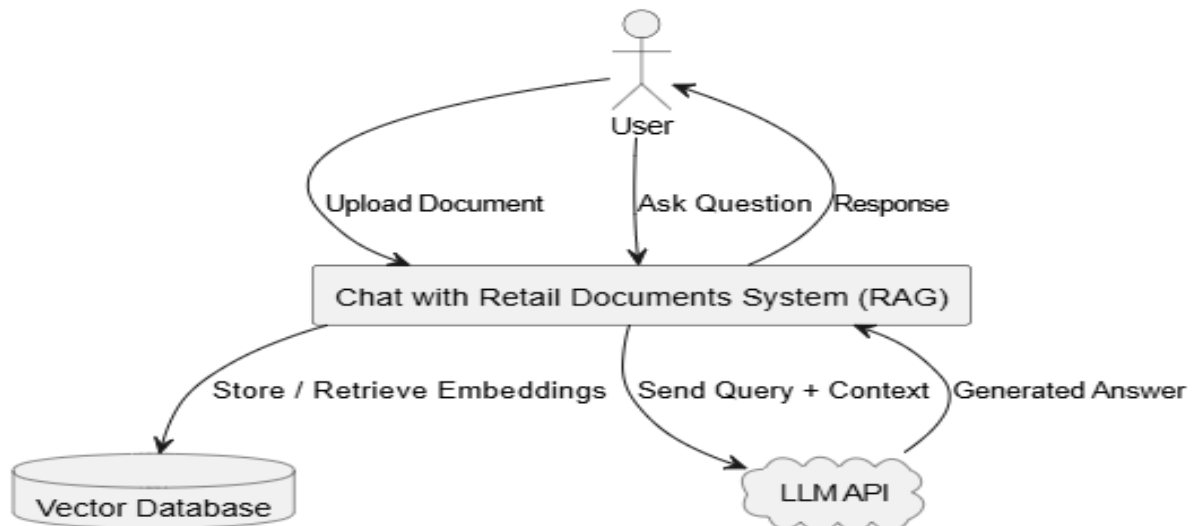 User
Upload Document
Ask Question
Response
Chat with Retail Documents System (RAG)
Store / Retrieve Embeddings
Send Query + Context
Generated Answer
Vector Database
LLM API